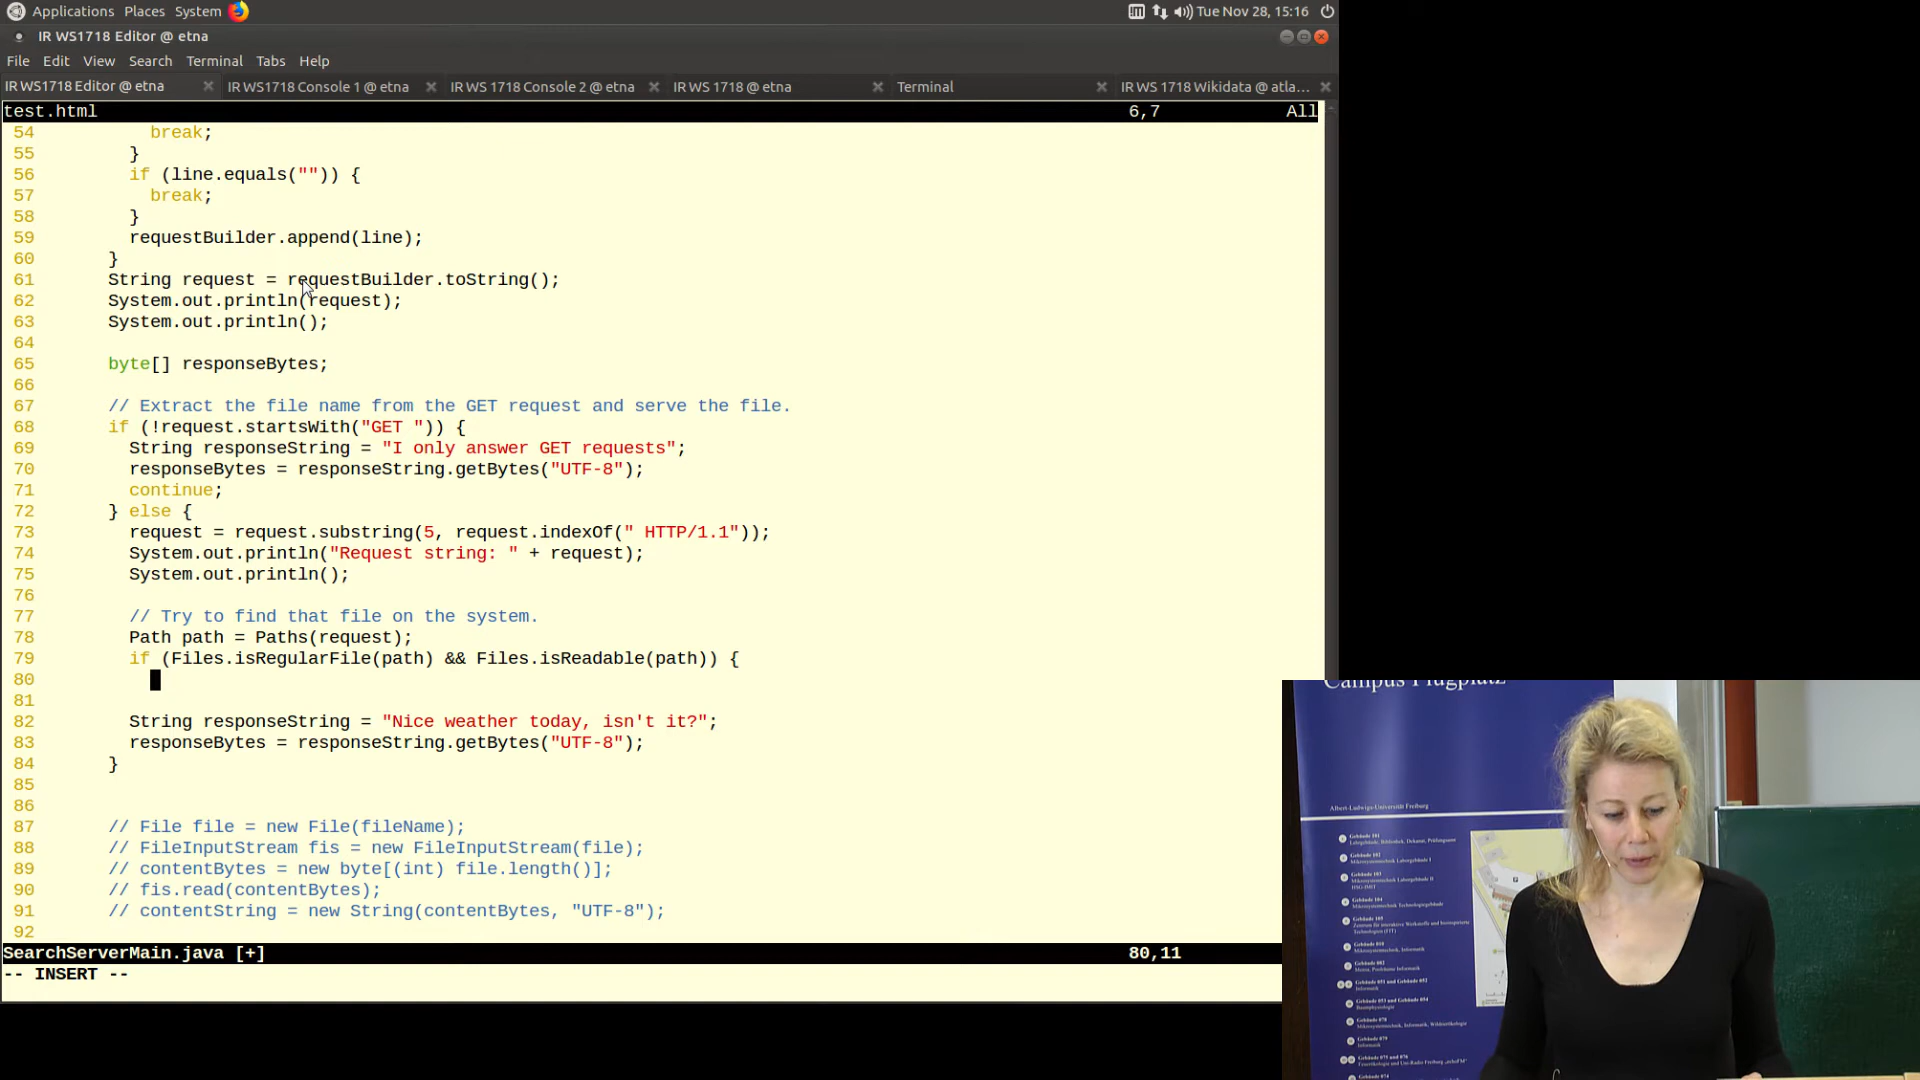 Applications Places System Tue Nov 28, 15:16
IR WS1718 Editor @ etna
File Edit View Search Terminal Tabs Help
IR WS1718 Editor @ etna IR WS1718 Console 1 @ etna IR WS 1718 Console 2 @ etna IR WS 1718 @ etna Terminal IR WS 1718 Wikidata @ atla...
test.html 6,7 All
54 break;
55 }
56 if (line.equals("")) {
57 break;
58 }
59 requestBuilder.append(line);
60 }
61 String request = requestBuilder.toString();
62 System.out.println(request);
63 System.out.println();
64
65 byte[] responseBytes;
66
67 // Extract the file name from the GET request and serve the file.
68 if (!request.startsWith("GET ")) {
69 String responseString = "I only answer GET requests";
70 responseBytes = responseString.getBytes("UTF-8");
71 continue;
72 } else {
73 request = request.substring(5, request.indexOf(" HTTP/1.1"));
74 System.out.println("Request string: " + request);
75 System.out.println();
76
77 // Try to find that file on the system.
78 Path path = Paths(request);
79 if (Files.isRegularFile(path) && Files.isReadable(path)) {
80
81
82 String responseString = "Nice weather today, isn't it?";
83 responseBytes = responseString.getBytes("UTF-8");
84 }
85
86
87 // File file = new File(fileName);
88 // FileInputStream fis = new FileInputStream(file);
89 // contentBytes = new byte[(int) file.length()];
90 // fis.read(contentBytes);
91 // contentString = new String(contentBytes, "UTF-8");
92
SearchServerMain.java [+] 80,11
-- INSERT --
Campus Flugplatz
Albert-Ludwigs-Universität Freiburg